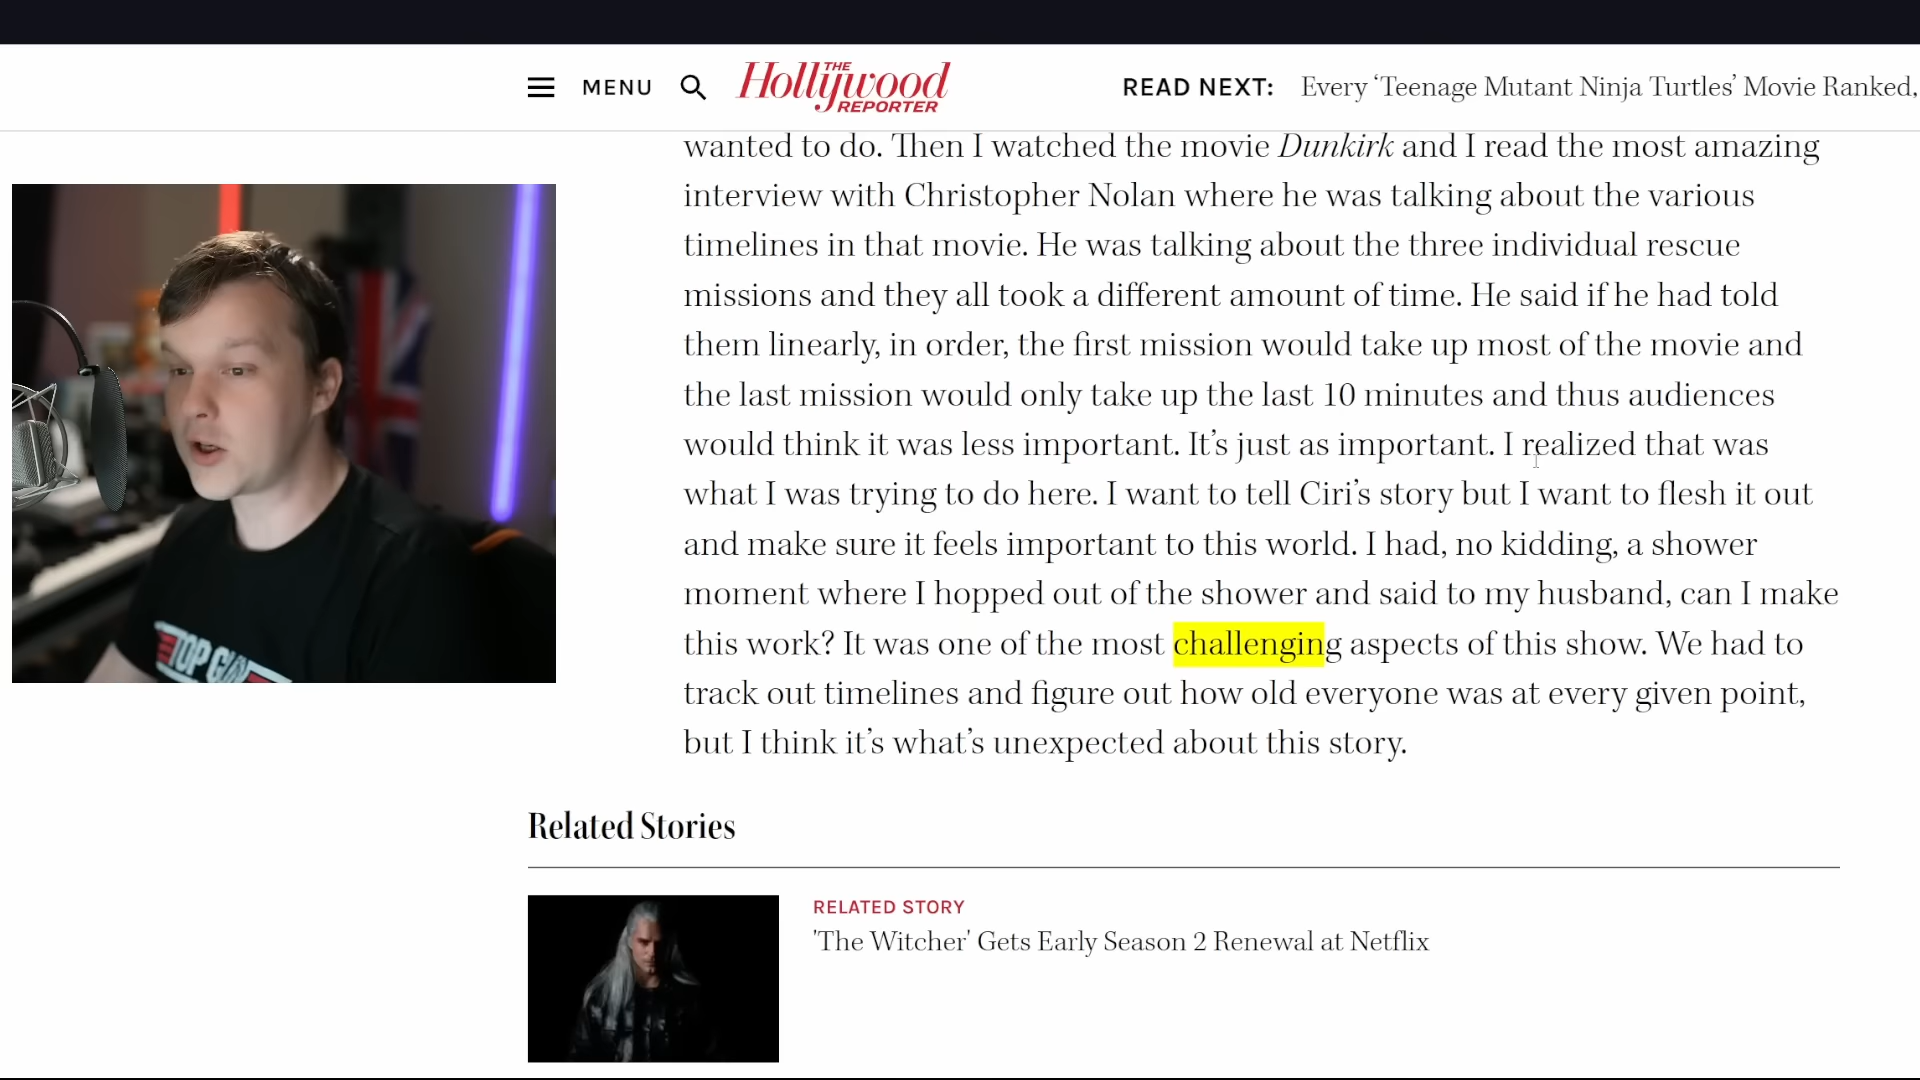 MENU
THE
Hollywood
REPORTER
READ NEXT: Every ‘Teenage Mutant Ninja Turtles’ Movie Ranked,
wanted to do. Then I watched the movie Dunkirk and I read the most amazing
interview with Christopher Nolan where he was talking about the various
timelines in that movie. He was talking about the three individual rescue
missions and they all took a different amount of time. He said if he had told
them linearly, in order, the first mission would take up most of the movie and
the last mission would only take up the last 10 minutes and thus audiences
would think it was less important. It’s just as important. I realized that was
what I was trying to do here. I want to tell Ciri’s story but I want to flesh it out
and make sure it feels important to this world. I had, no kidding, a shower
moment where I hopped out of the shower and said to my husband, can I make
this work? It was one of the most challenging aspects of this show. We had to
track out timelines and figure out how old everyone was at every given point,
but I think it’s what’s unexpected about this story.
TOP GUN
Related Stories
RELATED STORY
'The Witcher' Gets Early Season 2 Renewal at Netflix